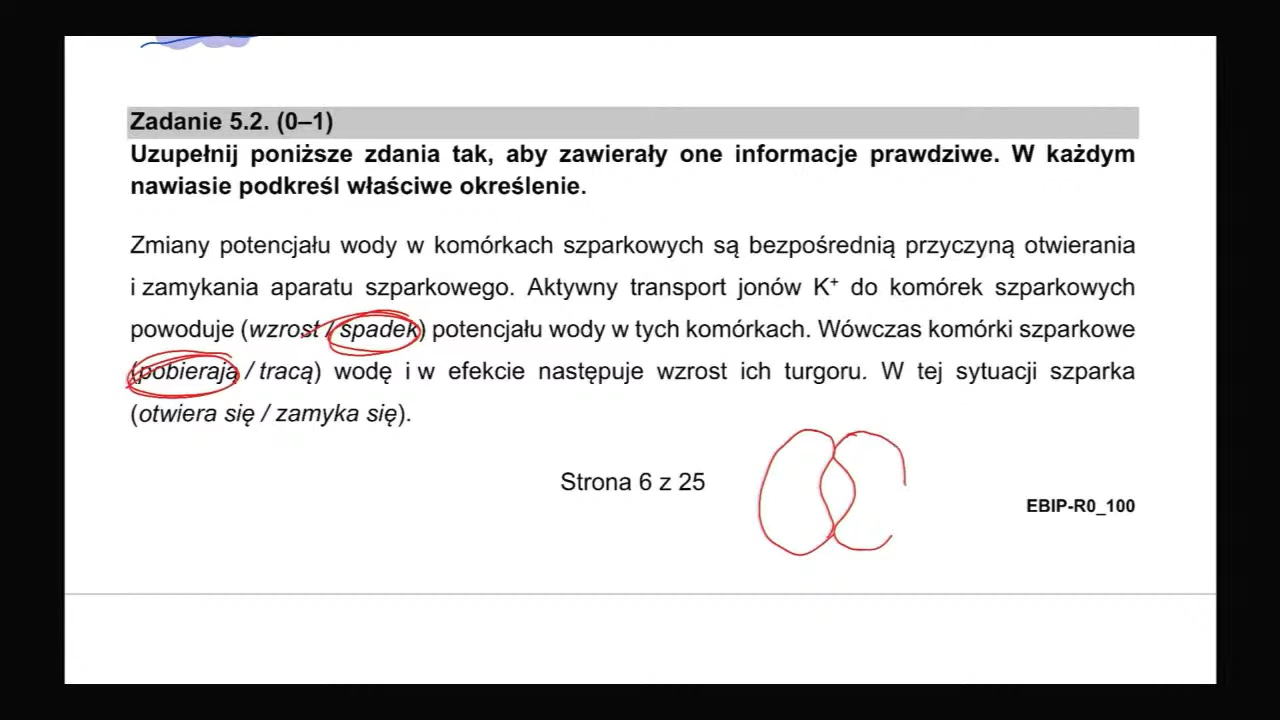 Zadanie 5.2. (0–1)
Uzupełnij poniższe zdania tak, aby zawierały one informacje prawdziwe. W każdym
nawiasie podkreśl właściwe określenie.
Zmiany potencjału wody w komórkach szparkowych są bezpośrednią przyczyną otwierania
i zamykania aparatu szparkowego. Aktywny transport jonów K⁺ do komórek szparkowych
powoduje (wzrost / spadek) potencjału wody w tych komórkach. Wówczas komórki szparkowe
(pobierają / tracą) wodę i w efekcie następuje wzrost ich turgoru. W tej sytuacji szparka
(otwiera się / zamyka się).
Strona 6 z 25
EBIP-R0_100